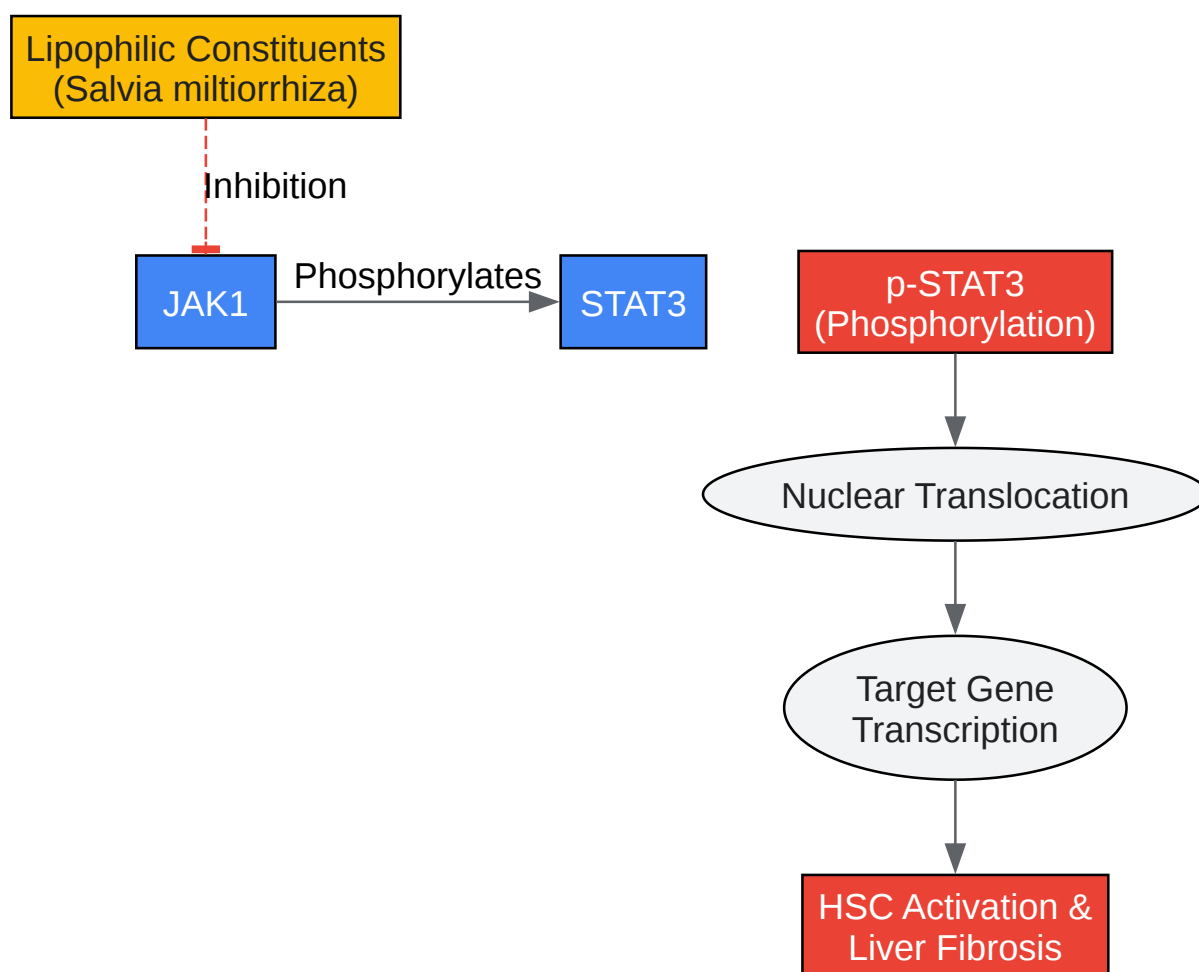 Lipophilic Constituents
(Salvia miltiorrhiza)
Inhibition
JAK1
Phosphorylates
STAT3
p-STAT3
(Phosphorylation)
Nuclear Translocation
Target Gene
Transcription
HSC Activation &
Liver Fibrosis